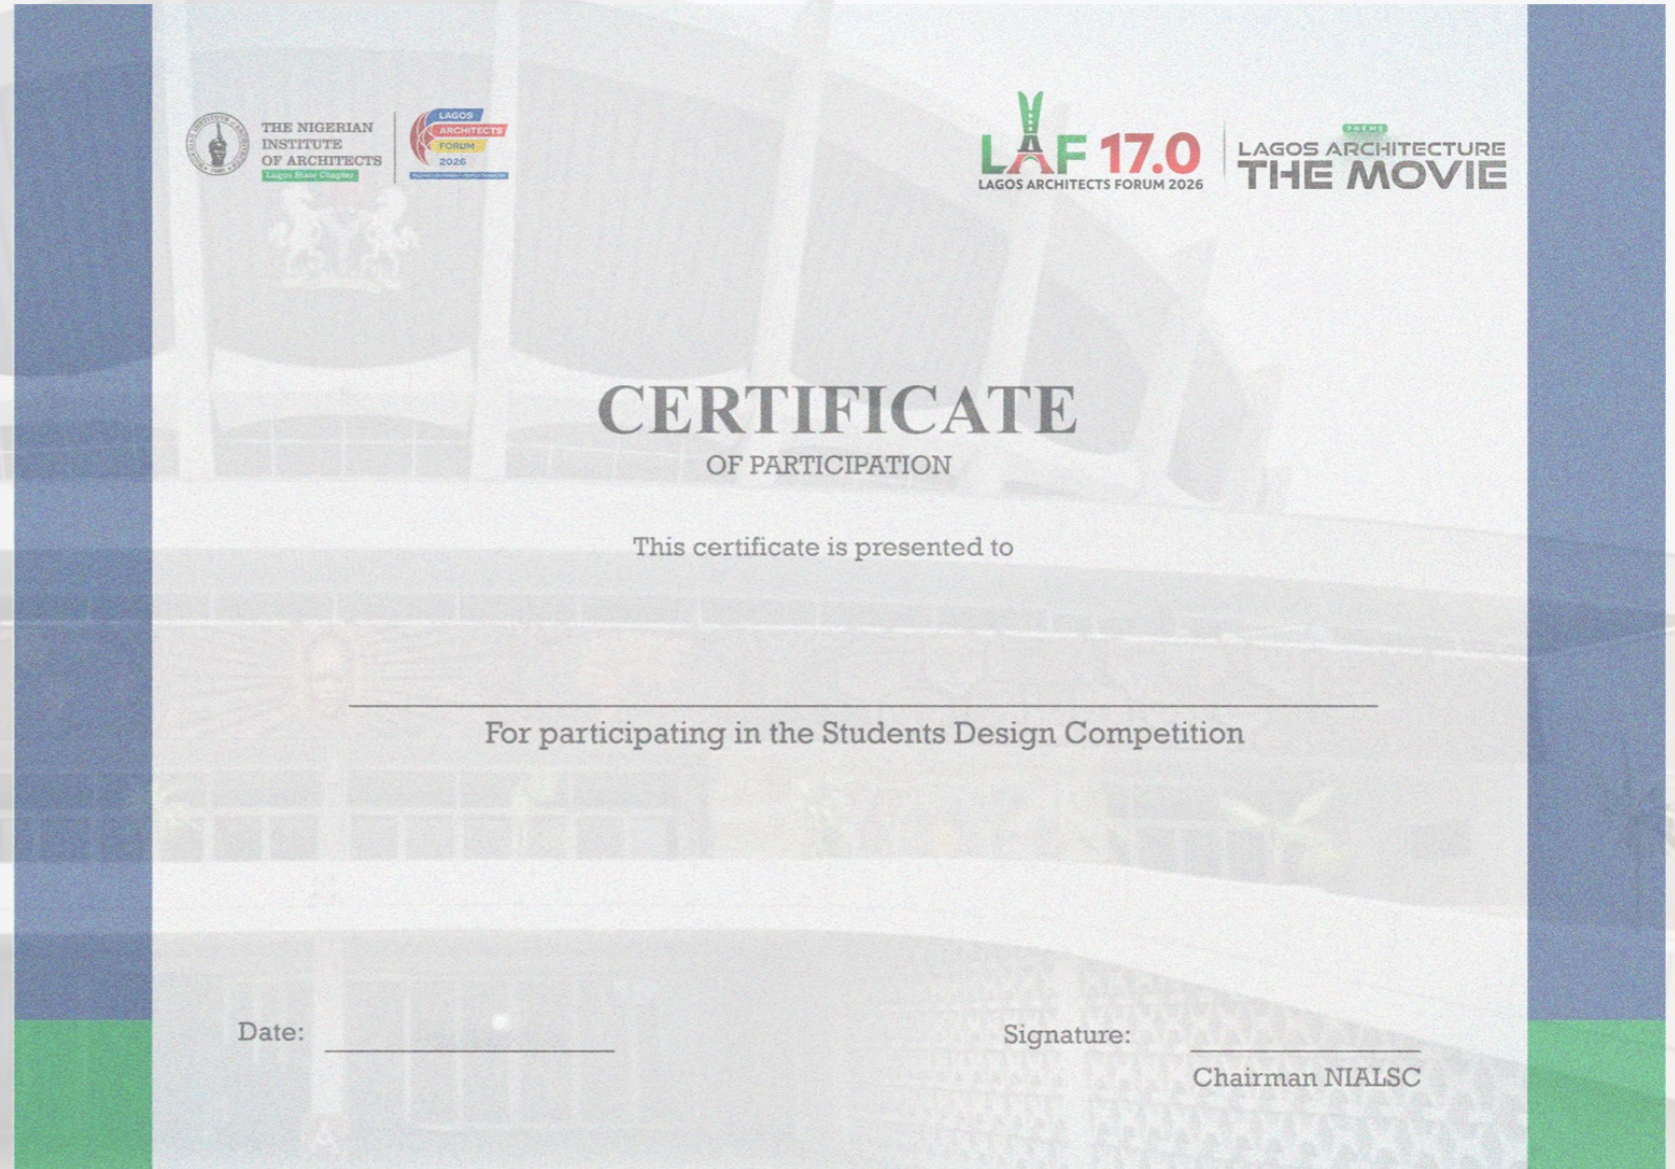 THE NIGERIAN
INSTITUTE
OF ARCHITECTS
Lagos State Chapter
LAGOS
ARCHITECTS
FORUM
2026
LAF 17.0
LAGOS ARCHITECTS FORUM 2026
THEME
LAGOS ARCHITECTURE
THE MOVIE
CERTIFICATE
OF PARTICIPATION
This certificate is presented to
For participating in the Students Design Competition
Date:
Signature:
Chairman NIALSC